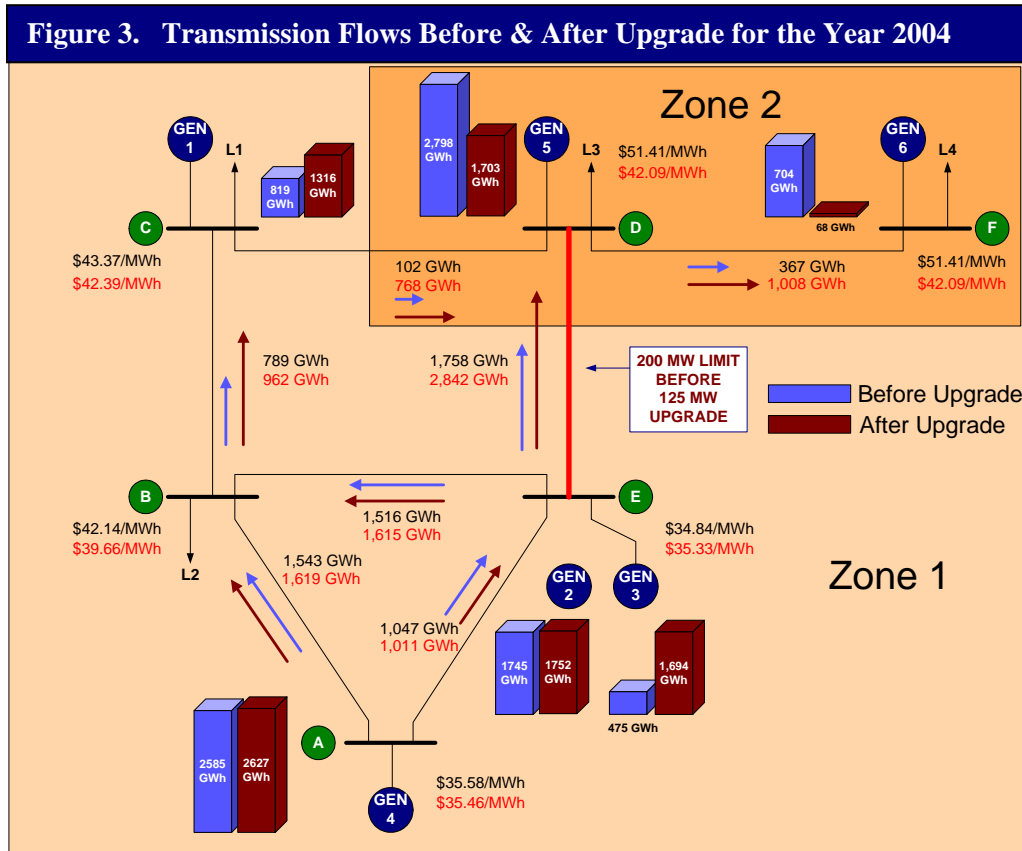 Figure 3. Transmission Flows Before & After Upgrade for the Year 2004
Zone 2
GEN
1
L1
819
GWh
1316
GWh
2,798
GWh
1,703
GWh
GEN
5
L3
$51.41/MWh
$42.09/MWh
704
GWh
68 GWh
GEN
6
L4
C
D
F
$43.37/MWh
$42.39/MWh
102 GWh
768 GWh
367 GWh
1,008 GWh
$51.41/MWh
$42.09/MWh
789 GWh
962 GWh
1,758 GWh
2,842 GWh
200 MW LIMIT
BEFORE
125 MW
UPGRADE
Before Upgrade
After Upgrade
B
E
$42.14/MWh
$39.66/MWh
L2
1,516 GWh
1,615 GWh
$34.84/MWh
$35.33/MWh
1,543 GWh
1,619 GWh
GEN
2
GEN
3
Zone 1
1,047 GWh
1,011 GWh
1745
GWh
1752
GWh
475 GWh
1,694
GWh
2585
GWh
2627
GWh
A
GEN
4
$35.58/MWh
$35.46/MWh